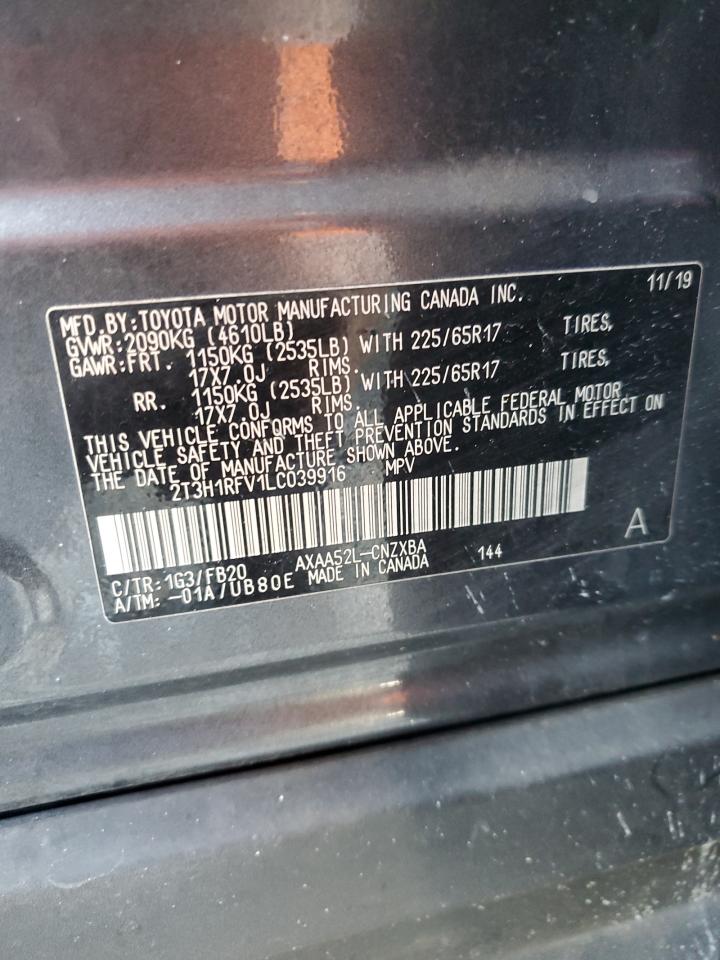 11/19
MFD.BY:TOYOTA MOTOR MANUFACTURING CANADA INC.
GVWR:2090KG (4610LB)
GAWR:FRT. 1150KG (2535LB) WITH 225/65R17 TIRES,
17X7.0J RIMS.
RR. 1150KG (2535LB) WITH 225/65R17 TIRES,
17X7.0J RIMS.
THIS VEHICLE CONFORMS TO ALL APPLICABLE FEDERAL MOTOR
VEHICLE SAFETY AND THEFT PREVENTION STANDARDS IN EFFECT ON
THE DATE OF MANUFACTURE SHOWN ABOVE.
2T3H1RFV1LC039916 MPV
A
C/TR:1G3/FB20 AXAA52L-CNZXBA 144
A/TM:-01A/UB80E MADE IN CANADA